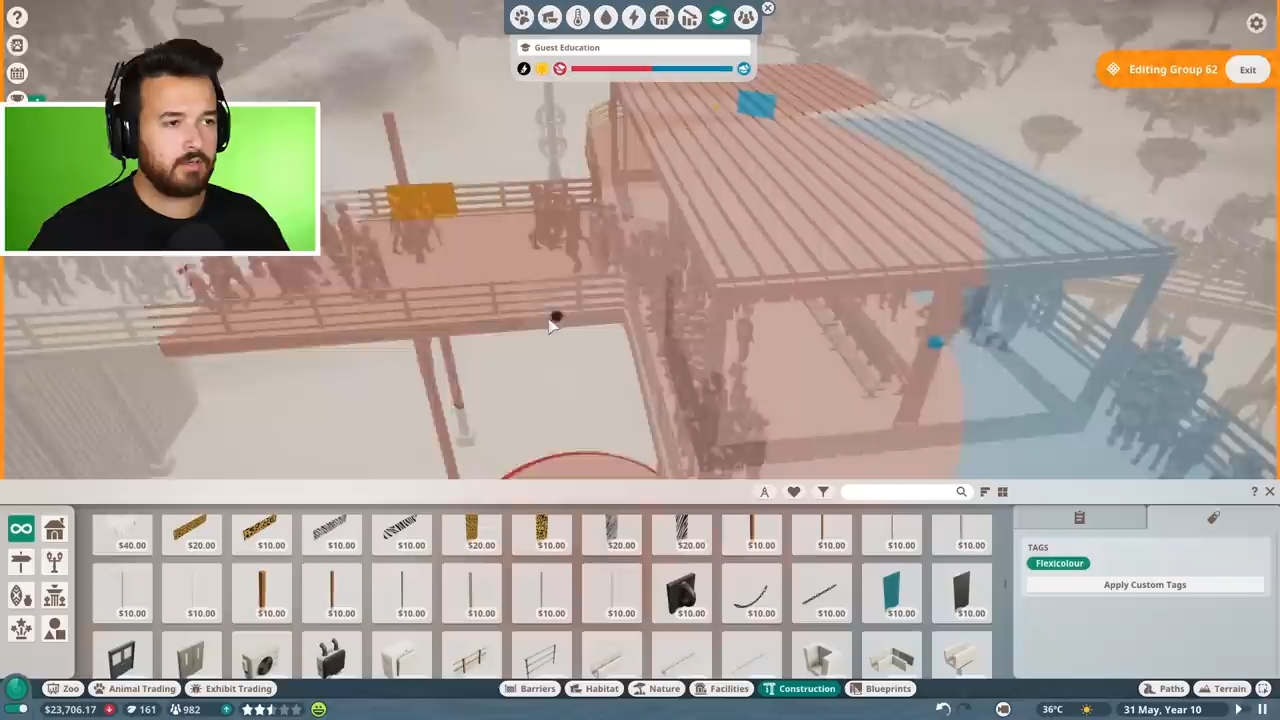 ?
Guest Education
Editing Group 62 Exit
? 
$40.00 $20.00 $10.00 $10.00 $10.00 $20.00 $10.00 $20.00 $20.00 $10.00 $10.00 $10.00 $10.00
$10.00 $10.00 $10.00 $10.00 $10.00 $10.00 $10.00 $10.00 $10.00 $10.00 $10.00 $10.00 $10.00
TAGS
Flexicolour
Apply Custom Tags
Zoo Animal Trading Exhibit Trading Barriers Habitat Nature Facilities Construction Blueprints Paths Terrain
$23,706.17 161 982 36°C 31 May, Year 10